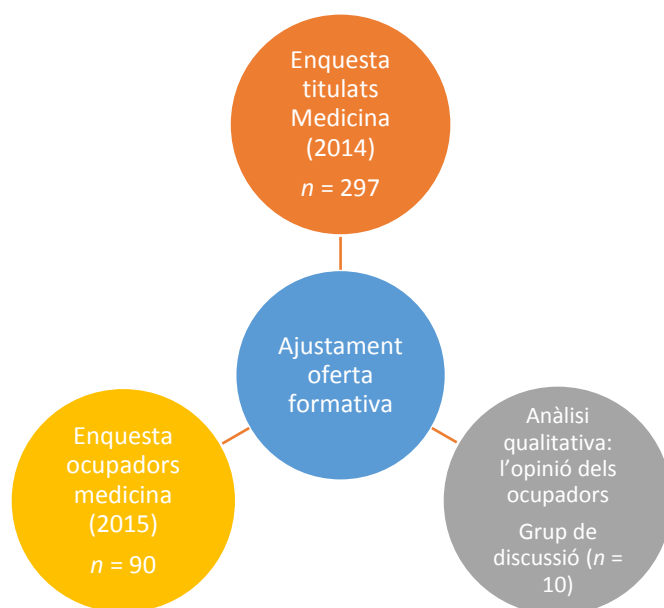 Enquesta
titulats
Medicina
(2014)
n = 297
Ajustament
oferta
formativa
Enquesta
ocupadors
medicina
(2015)
n = 90
Anàlisi
qualitativa:
l'opinió dels
ocupadors
Grup de
discussió (n =
10)